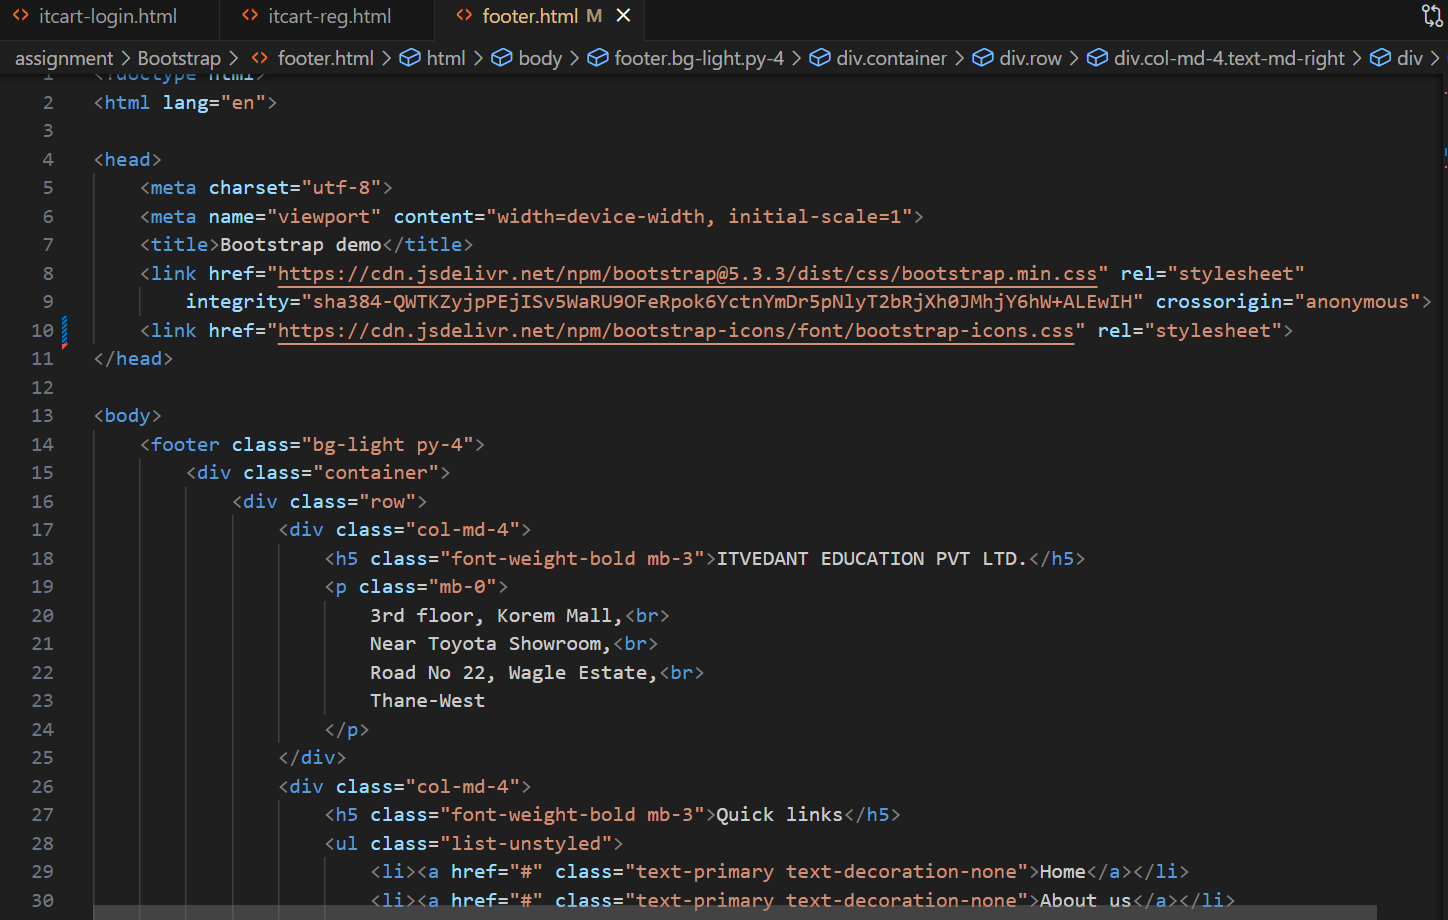 itcart-login.html itcart-reg.html footer.html M
assignment > Bootstrap > footer.html > html > body > footer.bg-light.py-4 > div.container > div.row > div.col-md-4.text-md-right > div >
1 <!doctype html>
2 <html lang="en">
3
4 <head>
5 <meta charset="utf-8">
6 <meta name="viewport" content="width=device-width, initial-scale=1">
7 <title>Bootstrap demo</title>
8 <link href="https://cdn.jsdelivr.net/npm/bootstrap@5.3.3/dist/css/bootstrap.min.css" rel="stylesheet"
9 integrity="sha384-QWTKZyjpPEjISv5WaRU9OFeRpok6YctnYmDr5pNlyT2bRjXh0JMhjY6hW+ALEwIH" crossorigin="anonymous">
10 <link href="https://cdn.jsdelivr.net/npm/bootstrap-icons/font/bootstrap-icons.css" rel="stylesheet">
11 </head>
12
13 <body>
14 <footer class="bg-light py-4">
15 <div class="container">
16 <div class="row">
17 <div class="col-md-4">
18 <h5 class="font-weight-bold mb-3">ITVEDANT EDUCATION PVT LTD.</h5>
19 <p class="mb-0">
20 3rd floor, Korem Mall,<br>
21 Near Toyota Showroom,<br>
22 Road No 22, Wagle Estate,<br>
23 Thane-West
24 </p>
25 </div>
26 <div class="col-md-4">
27 <h5 class="font-weight-bold mb-3">Quick links</h5>
28 <ul class="list-unstyled">
29 <li><a href="#" class="text-primary text-decoration-none">Home</a></li>
30 <li><a href="#" class="text-primary text-decoration-none">About us</a></li>